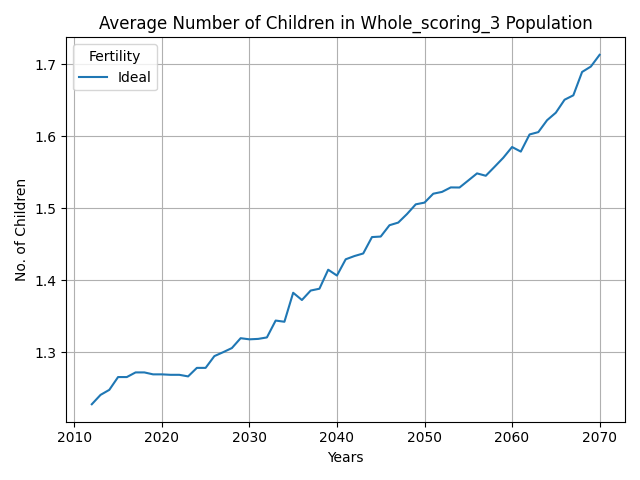 Average Number of Children in Whole_scoring_3 Population
Fertility
Ideal
No. of Children
1.7
1.6
1.5
1.4
1.3
2010 2020 2030 2040 2050 2060 2070
Years